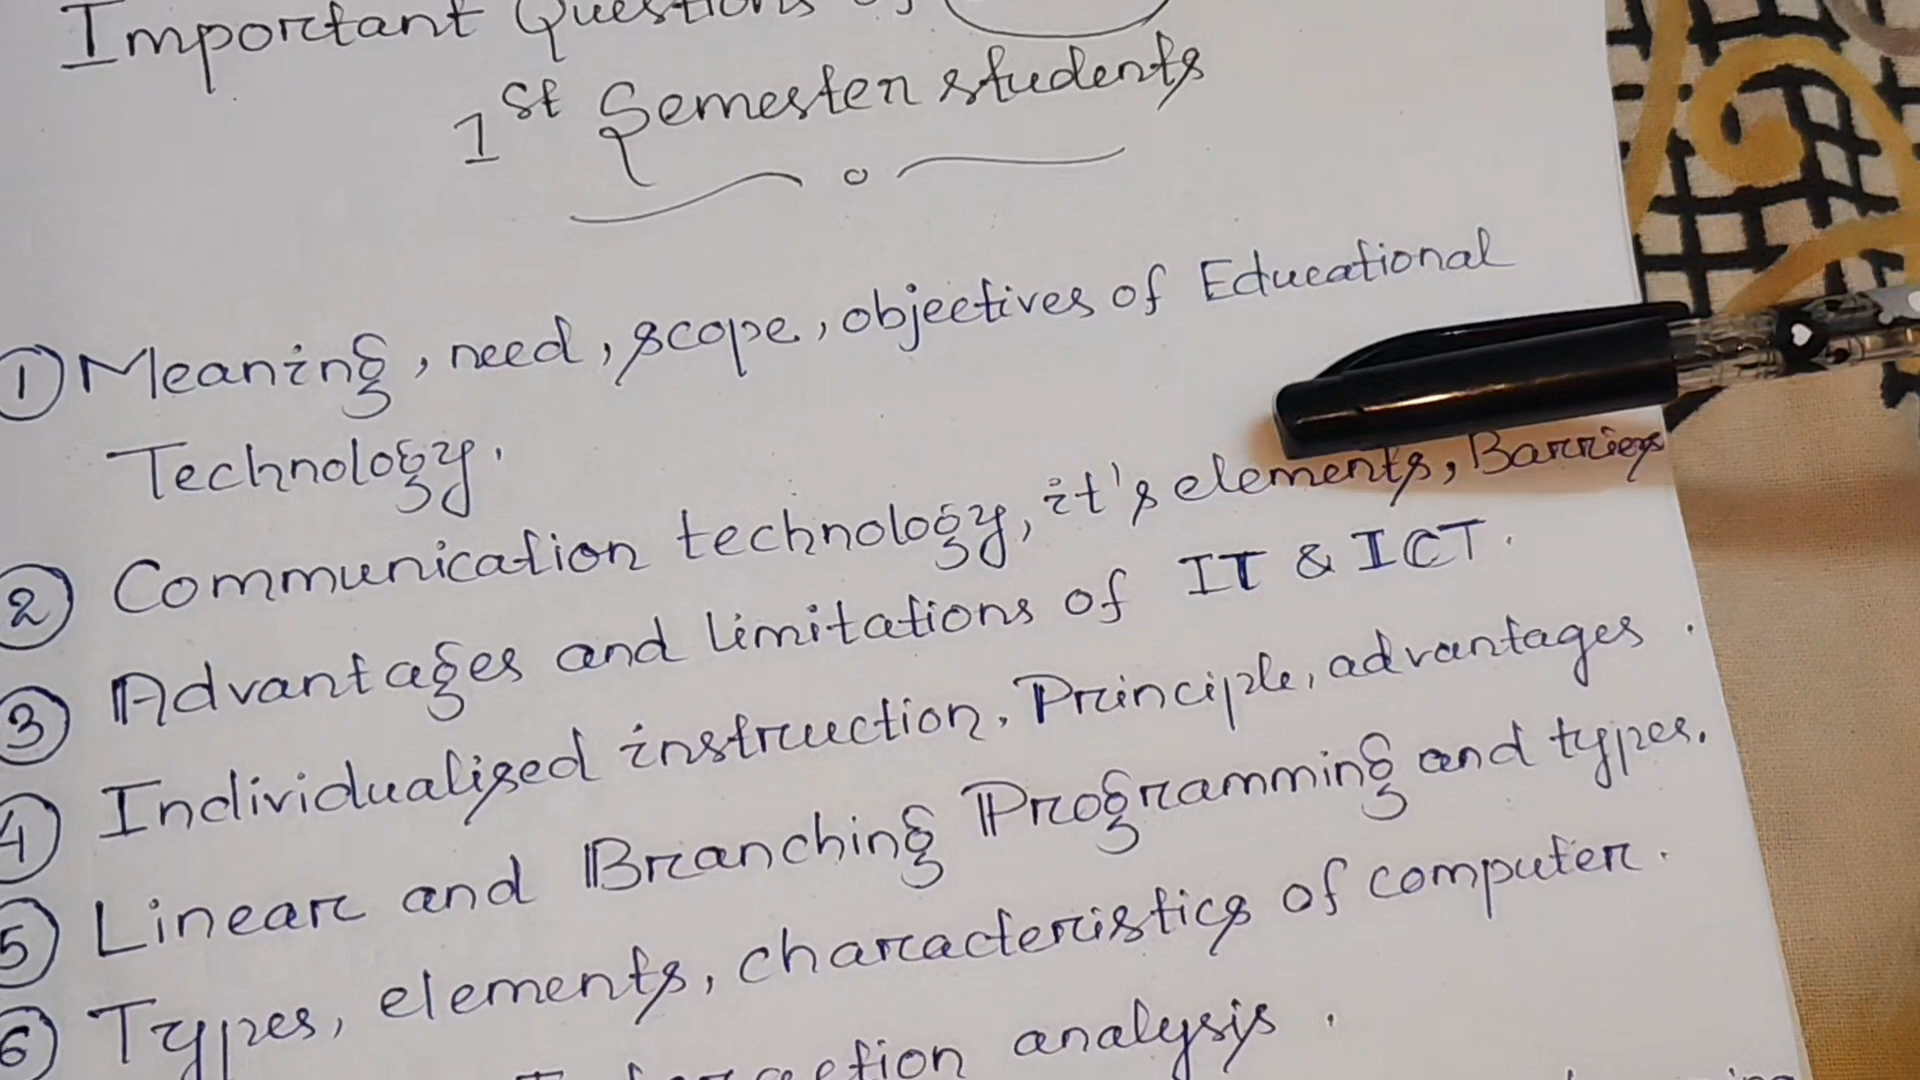 Important Questions
1st Semester students
① Meaning, need, scope, objectives of Educational
Technology.
② Communication technology, it's elements, Barriers
③ Advantages and limitations of IT & ICT.
④ Individualised instruction, Principle, advantages.
⑤ Linear and Branching Programming and types.
⑥ Types, elements, characteristics of computer.
analysis.